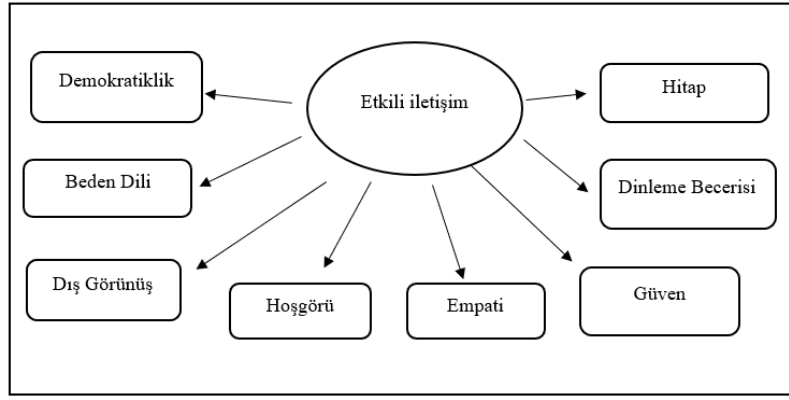 Etkili iletişim
Demokratiklik
Hitap
Beden Dili
Dinleme Becerisi
Dış Görünüş
Hoşgörü
Empati
Güven